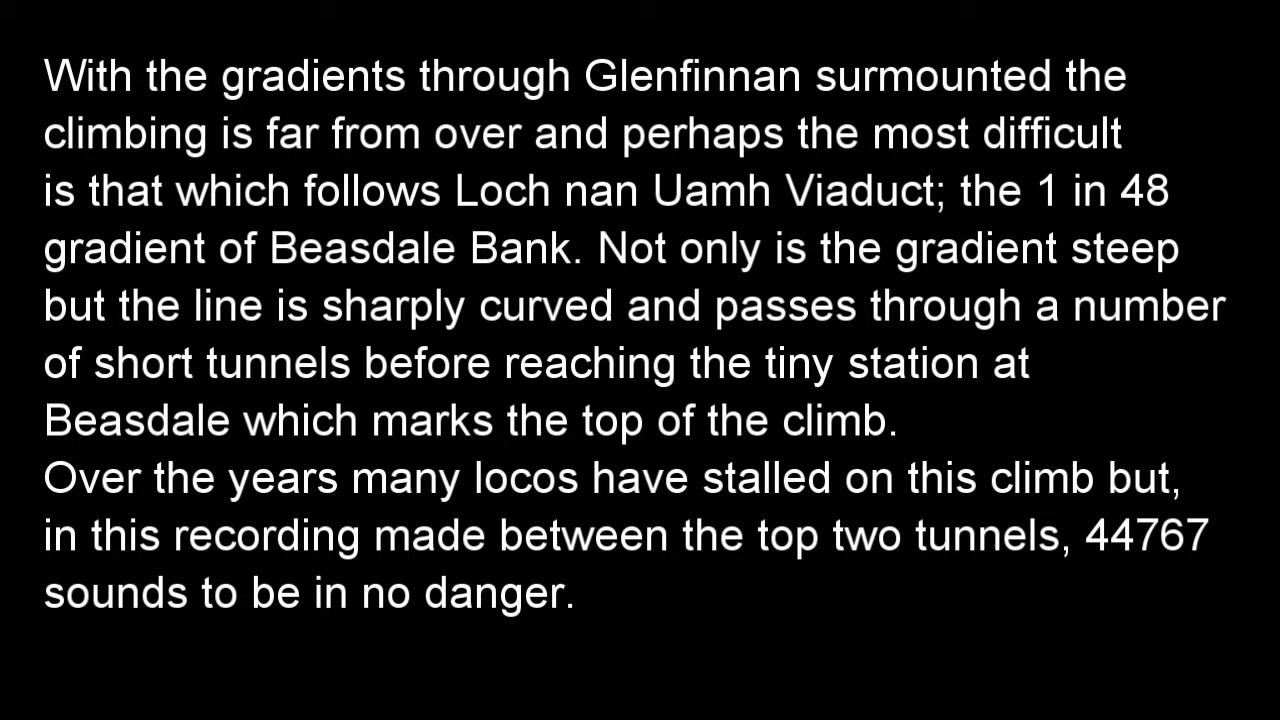 With the gradients through Glenfinnan surmounted the
climbing is far from over and perhaps the most difficult
is that which follows Loch nan Uamh Viaduct; the 1 in 48
gradient of Beasdale Bank. Not only is the gradient steep
but the line is sharply curved and passes through a number
of short tunnels before reaching the tiny station at
Beasdale which marks the top of the climb.
Over the years many locos have stalled on this climb but,
in this recording made between the top two tunnels, 44767
sounds to be in no danger.